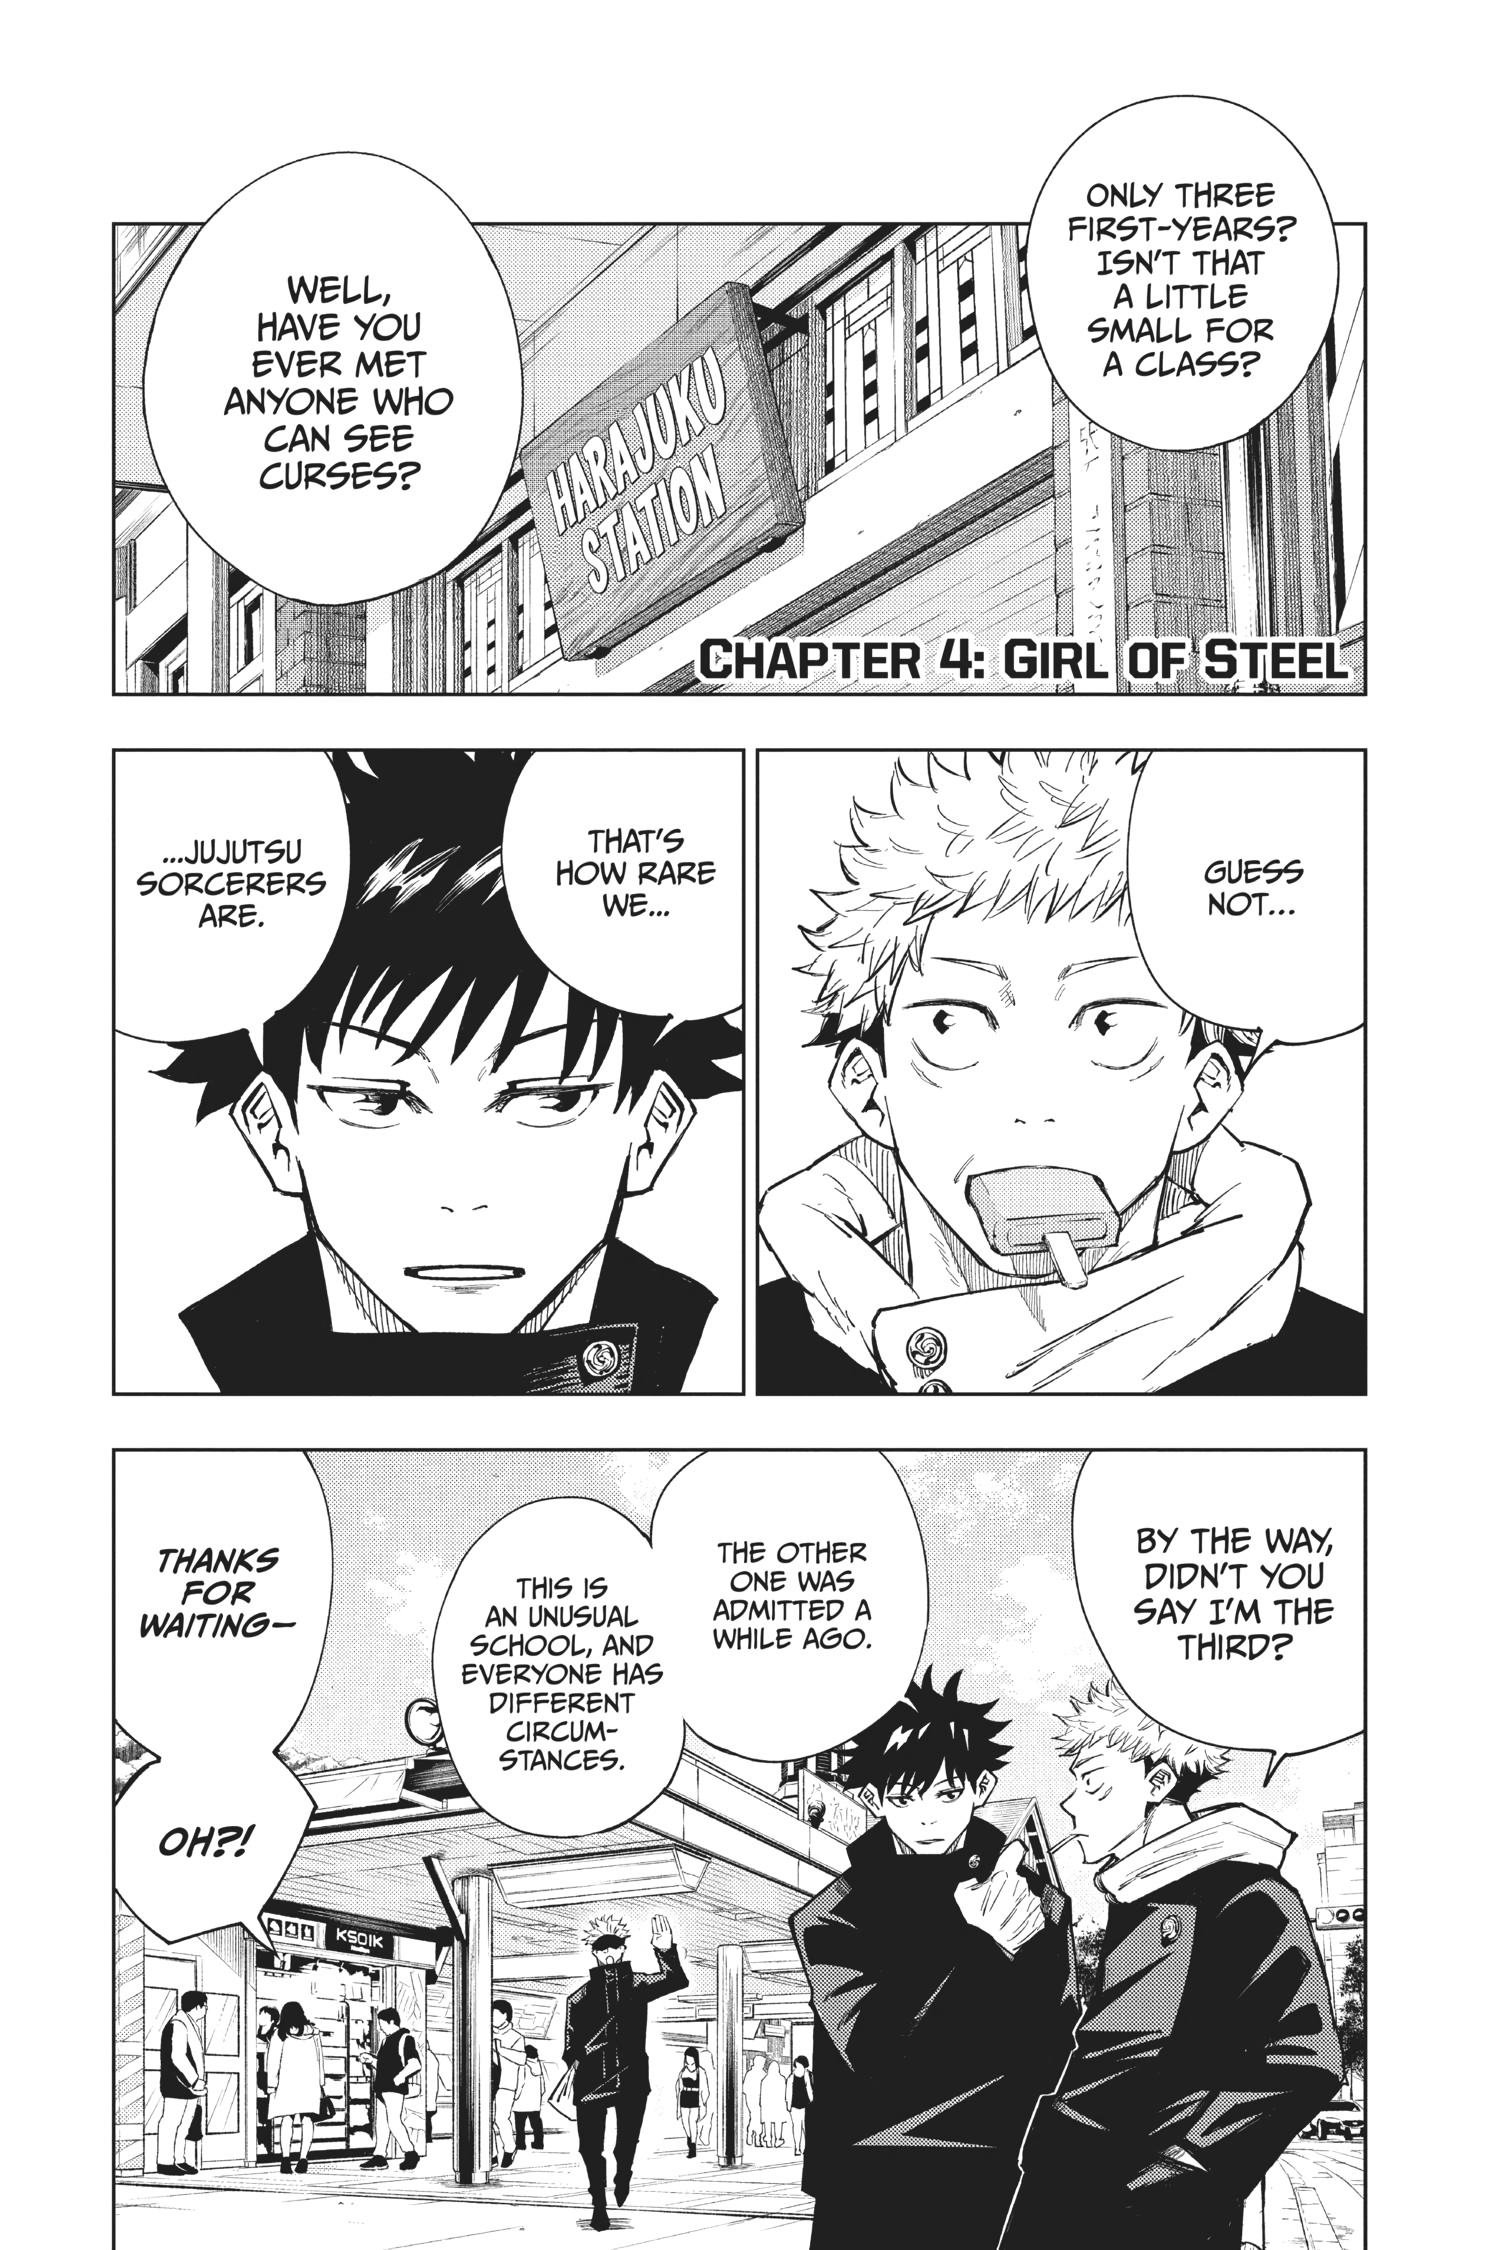 ONLY THREE
FIRST-YEARS?
ISN'T THAT
A LITTLE
SMALL FOR
A CLASS?
WELL,
HAVE YOU
EVER MET
ANYONE WHO
CAN SEE
CURSES?
HARAJUKU
STATION
CHAPTER 4: GIRL OF STEEL
GUESS
NOT...
THAT'S
HOW RARE
WE...
...JUJUTSU
SORCERERS
ARE.
BY THE WAY,
DIDN'T YOU
SAY I'M THE
THIRD?
THE OTHER
ONE WAS
ADMITTED A
WHILE AGO.
THIS IS
AN UNUSUAL
SCHOOL, AND
EVERYONE HAS
DIFFERENT
CIRCUM-
STANCES.
THANKS
FOR
WAITING—
OH?!
KSOIK